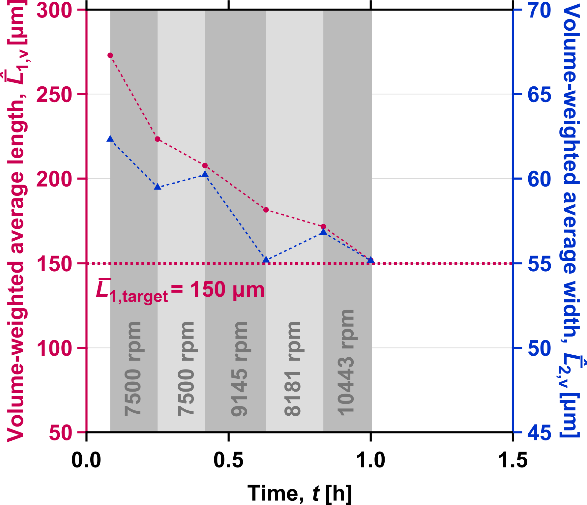 Volume-weighted average length, L̂1,v [µm]
300
250
200
150
100
50
L̅1,target = 150 µm
7500 rpm
7500 rpm
9145 rpm
8181 rpm
10443 rpm
70
65
60
55
50
45
Volume-weighted average width, L̂2,v [µm]
0.0 0.5 1.0 1.5
Time, t [h]